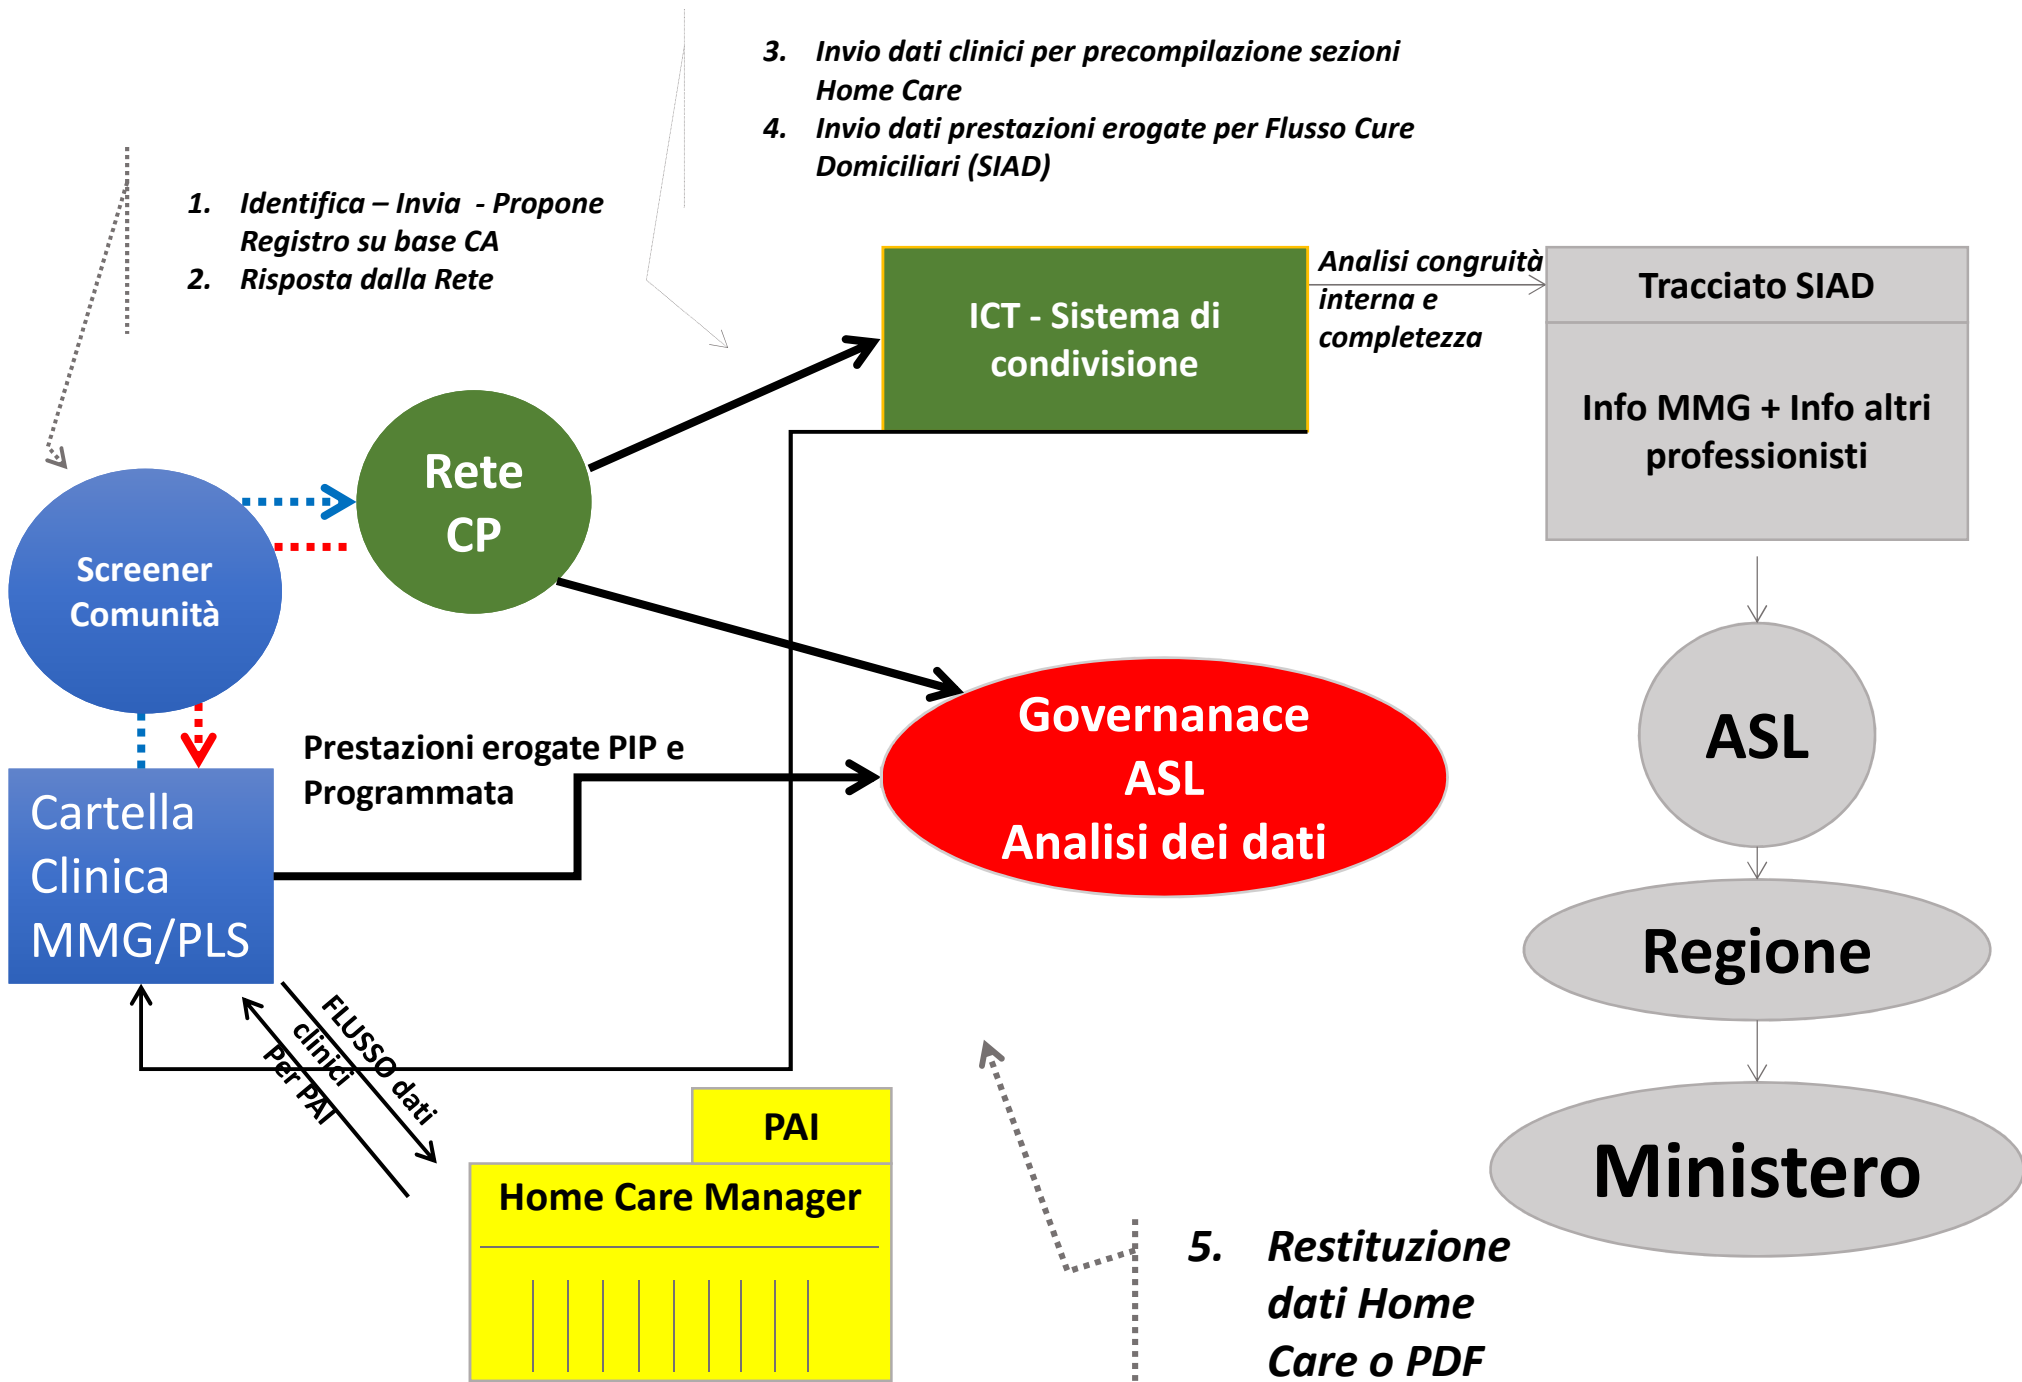 3. Invio dati clinici per precompilazione sezioni
Home Care
4. Invio dati prestazioni erogate per Flusso Cure
Domiciliari (SIAD)
1. Identifica – Invia - Propone
Registro su base CA
2. Risposta dalla Rete
ICT - Sistema di
condivisione
Analisi congruità
interna e
completezza
Tracciato SIAD
Info MMG + Info altri
professionisti
Rete
CP
Screener
Comunità
Governanace
ASL
Analisi dei dati
ASL
Prestazioni erogate PIP e
Programmata
Cartella
Clinica
MMG/PLS
Regione
FLUSSO dati
clinici
Per PAI
PAI
Home Care Manager
Ministero
5. Restituzione
dati Home
Care o PDF